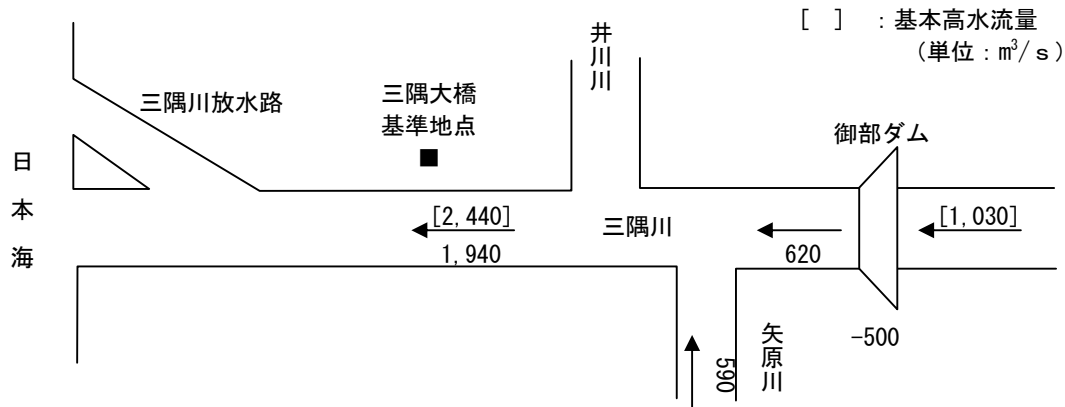 [ ] ：基本高水流量
（単位：m³/s）
井川川
三隅川放水路
三隅大橋
基準地点
■
御部ダム
日本海
[2,440]
1,940
三隅川
620
[1,030]
-500
590
矢原川